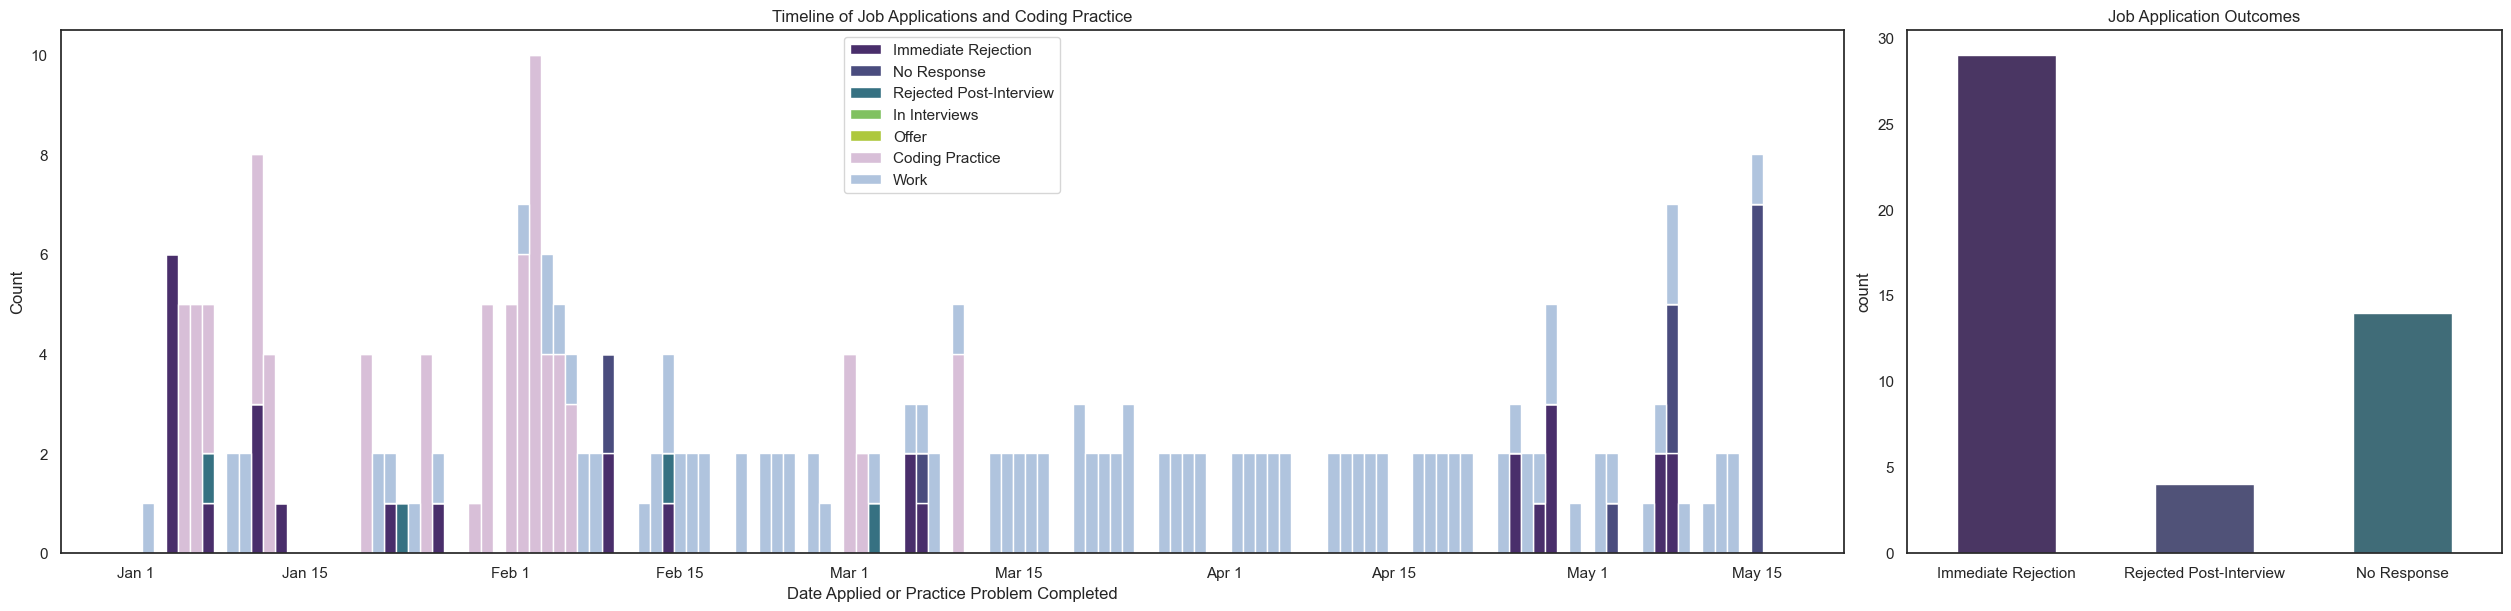 Timeline of Job Applications and Coding Practice
Count
10
8
6
4
2
0
Immediate Rejection
No Response
Rejected Post-Interview
In Interviews
Offer
Coding Practice
Work
Jan 1
Jan 15
Feb 1
Feb 15
Mar 1
Mar 15
Apr 1
Apr 15
May 1
May 15
Date Applied or Practice Problem Completed
Job Application Outcomes
count
30
25
20
15
10
5
0
Immediate Rejection
Rejected Post-Interview
No Response